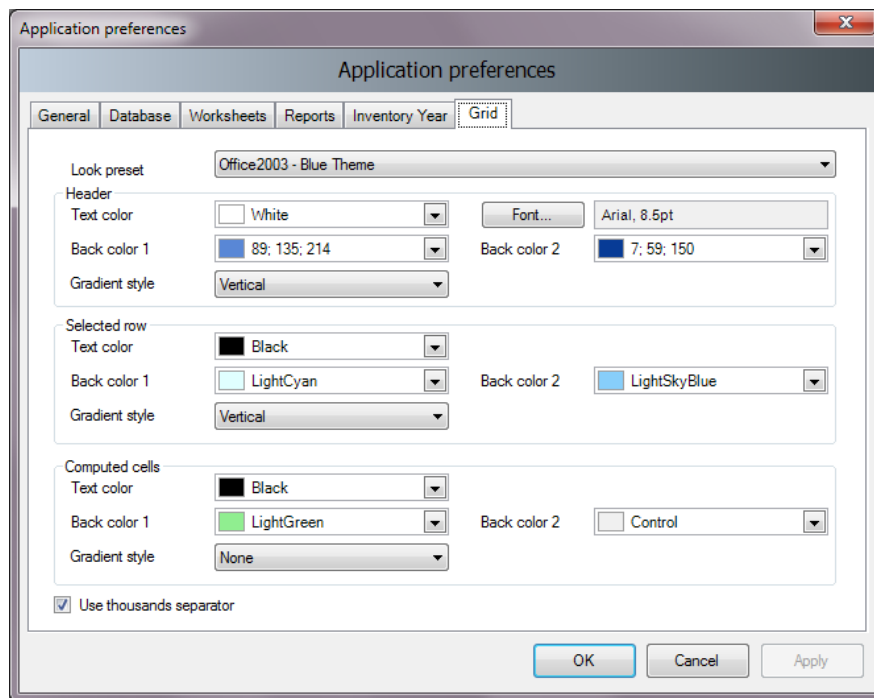 Application preferences
X
Application preferences
General Database Worksheets Reports Inventory Year Grid
Look preset Office2003 - Blue Theme
Header
Text color White Font... Arial, 8.5pt
Back color 1 89; 135; 214 Back color 2 7; 59; 150
Gradient style Vertical
Selected row
Text color Black
Back color 1 LightCyan Back color 2 LightSkyBlue
Gradient style Vertical
Computed cells
Text color Black
Back color 1 LightGreen Back color 2 Control
Gradient style None
Use thousands separator
OK Cancel Apply